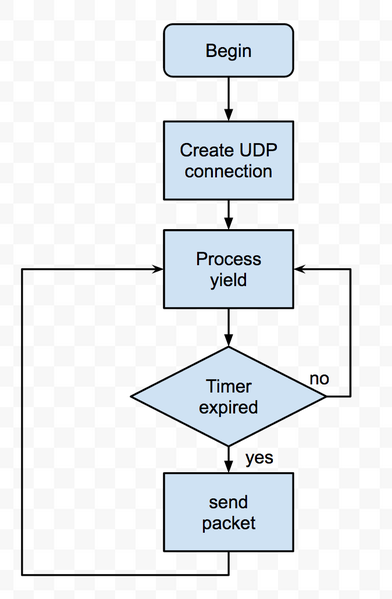 Begin
Create UDP
connection
Process
yield
Timer
expired
no
yes
send
packet